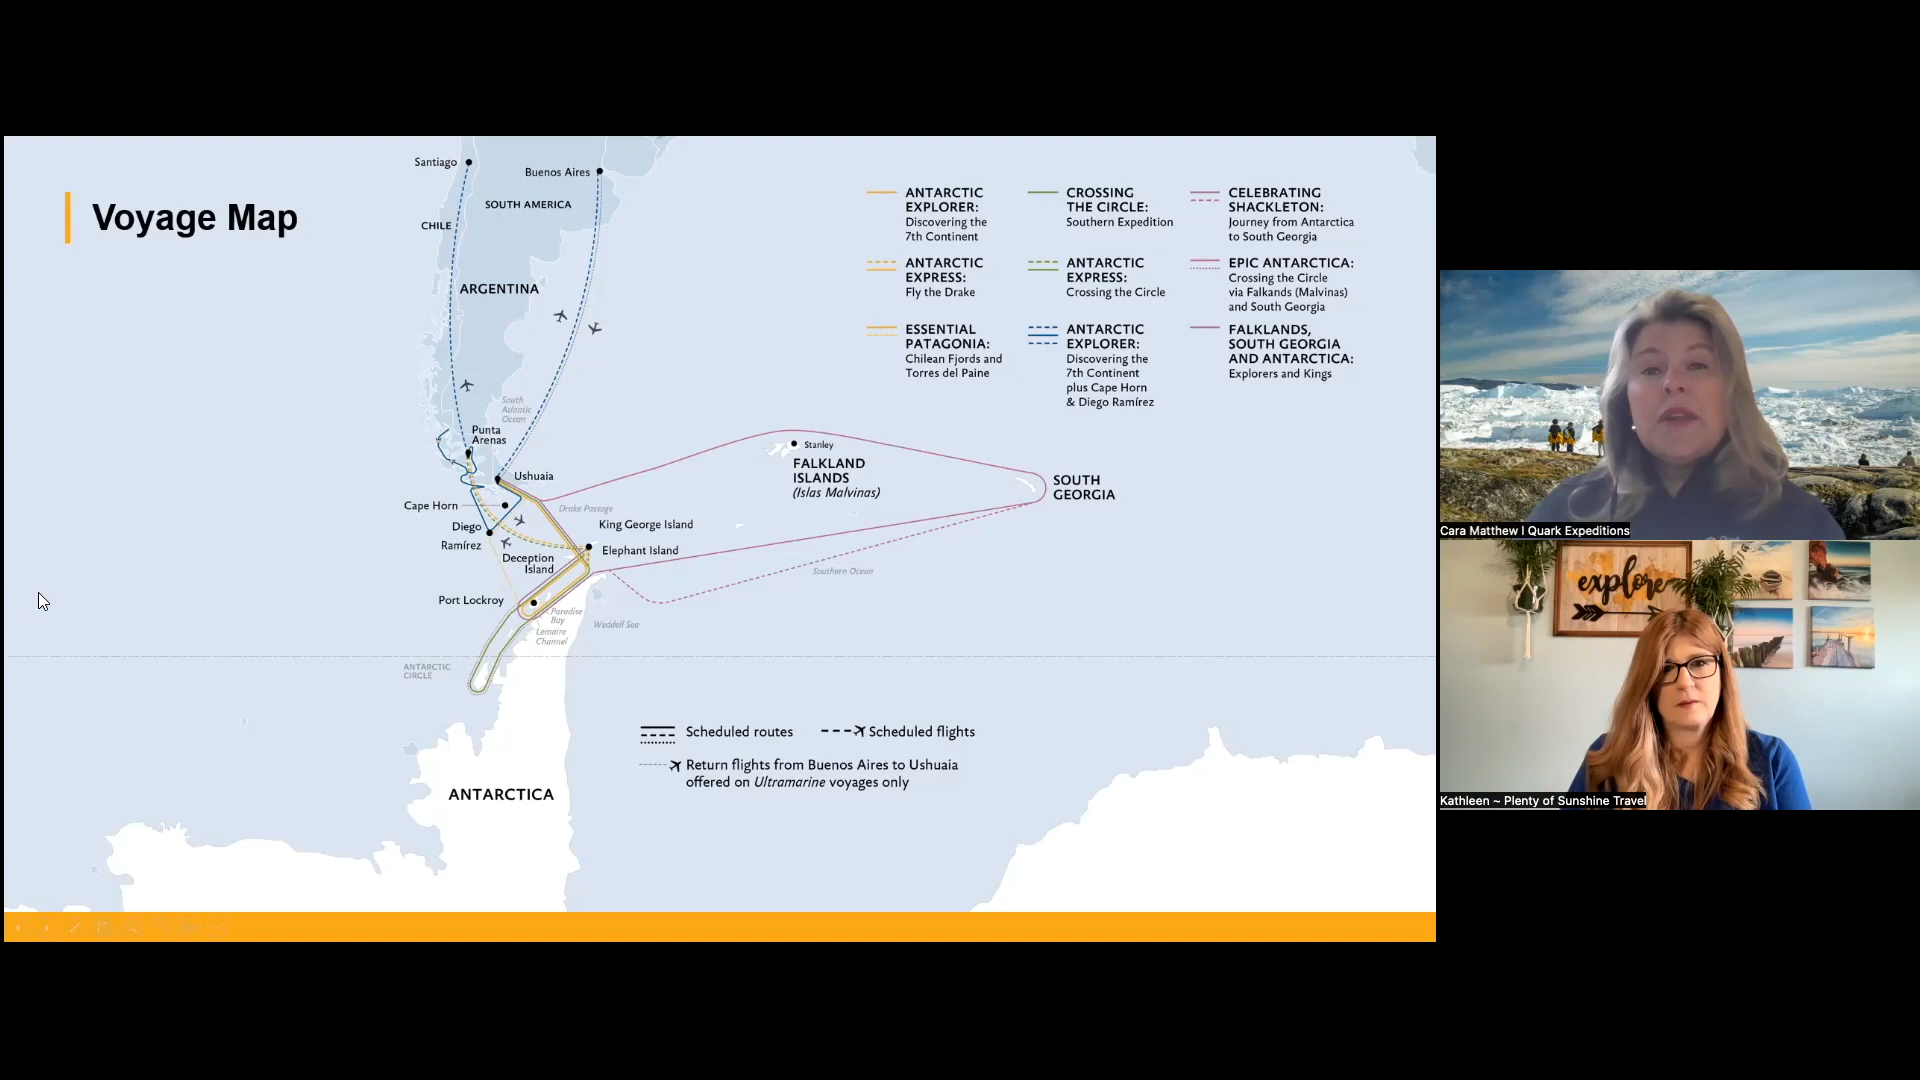 Voyage Map
Santiago
Buenos Aires
SOUTH AMERICA
CHILE
ARGENTINA
South
Atlantic
Ocean
Punta
Arenas
Ushuaia
Cape Horn
Drake Passage
Diego
Ramírez
King George Island
Elephant Island
Deception
Island
Port Lockroy
Paradise
Bay
Lemaire
Channel
Weddell Sea
Southern Ocean
Stanley
FALKLAND
ISLANDS
(Islas Malvinas)
SOUTH
GEORGIA
ANTARCTIC
CIRCLE
ANTARCTICA
ANTARCTIC
EXPLORER:
Discovering the
7th Continent
ANTARCTIC
EXPRESS:
Fly the Drake
ESSENTIAL
PATAGONIA:
Chilean Fjords and
Torres del Paine
CROSSING
THE CIRCLE:
Southern Expedition
ANTARCTIC
EXPRESS:
Crossing the Circle
ANTARCTIC
EXPLORER:
Discovering the
7th Continent
plus Cape Horn
& Diego Ramírez
CELEBRATING
SHACKLETON:
Journey from Antarctica
to South Georgia
EPIC ANTARCTICA:
Crossing the Circle
via Falkands (Malvinas)
and South Georgia
FALKLANDS,
SOUTH GEORGIA
AND ANTARCTICA:
Explorers and Kings
Scheduled routes
Scheduled flights
Return flights from Buenos Aires to Ushuaia
offered on Ultramarine voyages only
Cara Matthew | Quark Expeditions
explore
Kathleen ~ Plenty of Sunshine Travel